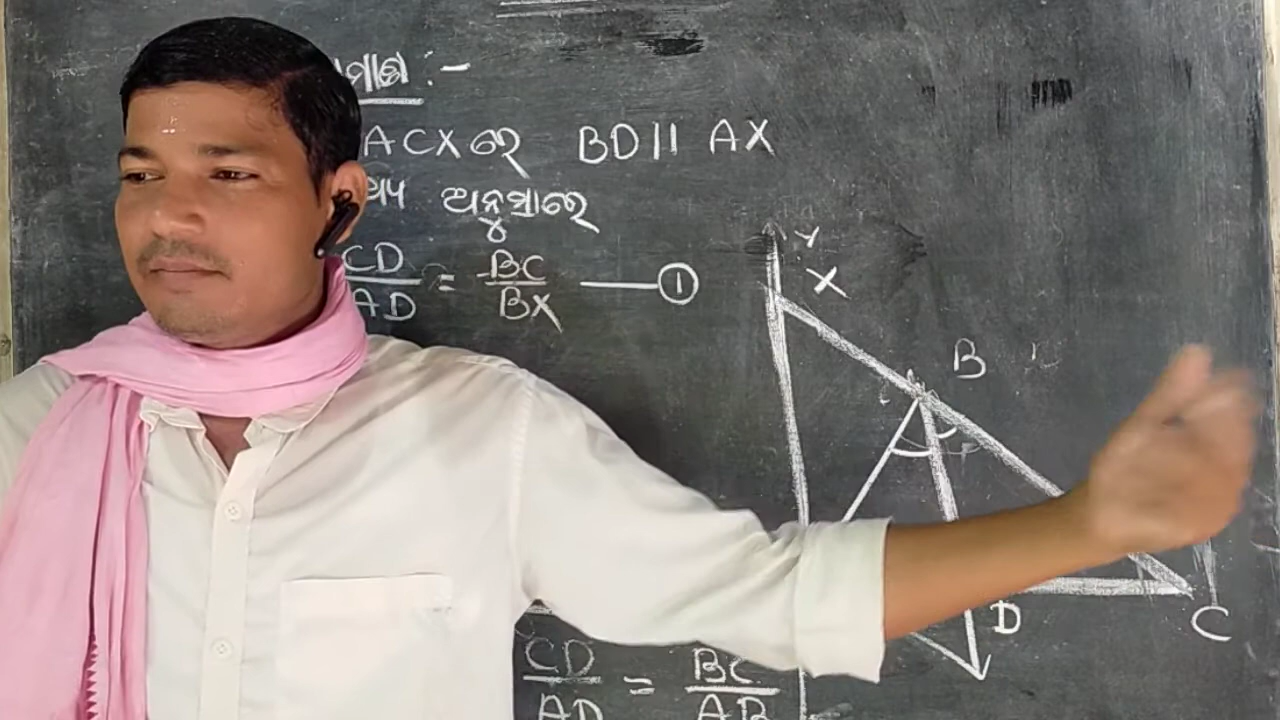 ACX ରେ BD || AX
ଅନୁସାରେ
CD/AD = BC/BX —— ①
Y
X
B
D
C
CD/AD = BC/AB